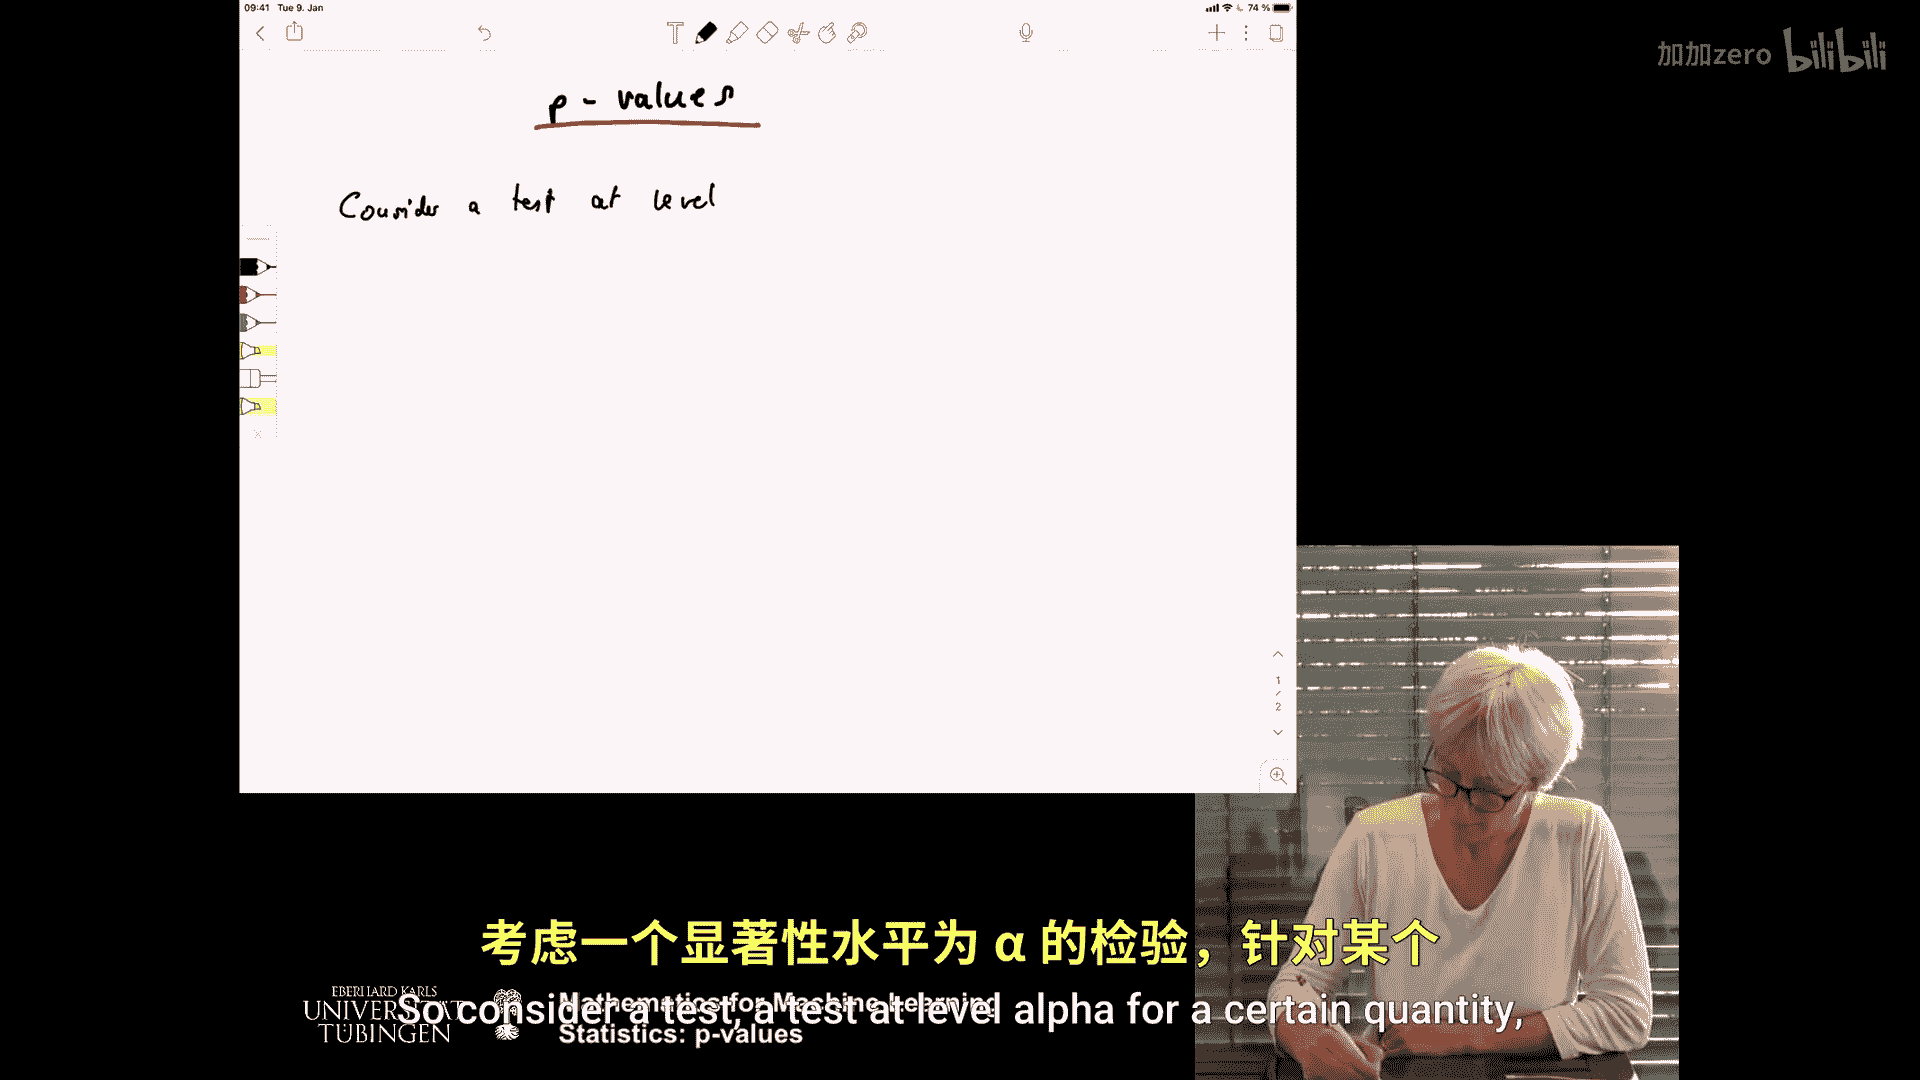 09:41 Tue 9. Jan
74 %
加加zero bilibili
p - values
Consider a test at level
1
/
2
考虑一个显著性水平为 α 的检验，针对某个
So consider a test, a test at level alpha for a certain quantity,
EBERHARD KARLS
UNIVERSITÄT
TÜBINGEN
Mathematics for Machine Learning
Statistics: p-values